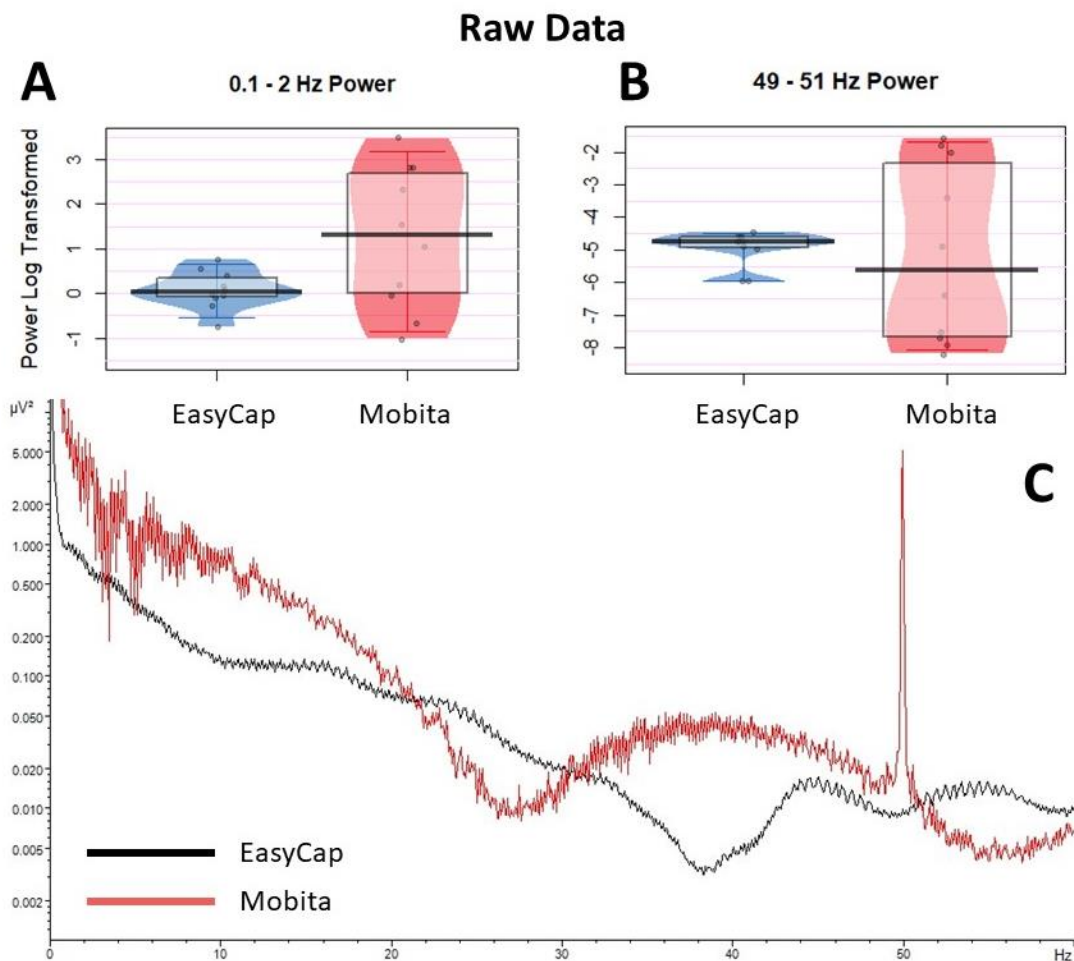 Raw Data
A
0.1 - 2 Hz Power
B
49 - 51 Hz Power
Power Log Transformed
3
2
1
0
-1
-2
-3
-4
-5
-6
-7
-8
EasyCap
Mobita
EasyCap
Mobita
µV²
C
5.000
2.000
1.000
0.500
0.200
0.100
0.050
0.020
0.010
0.005
0.002
EasyCap
Mobita
0
10
20
30
40
50
Hz